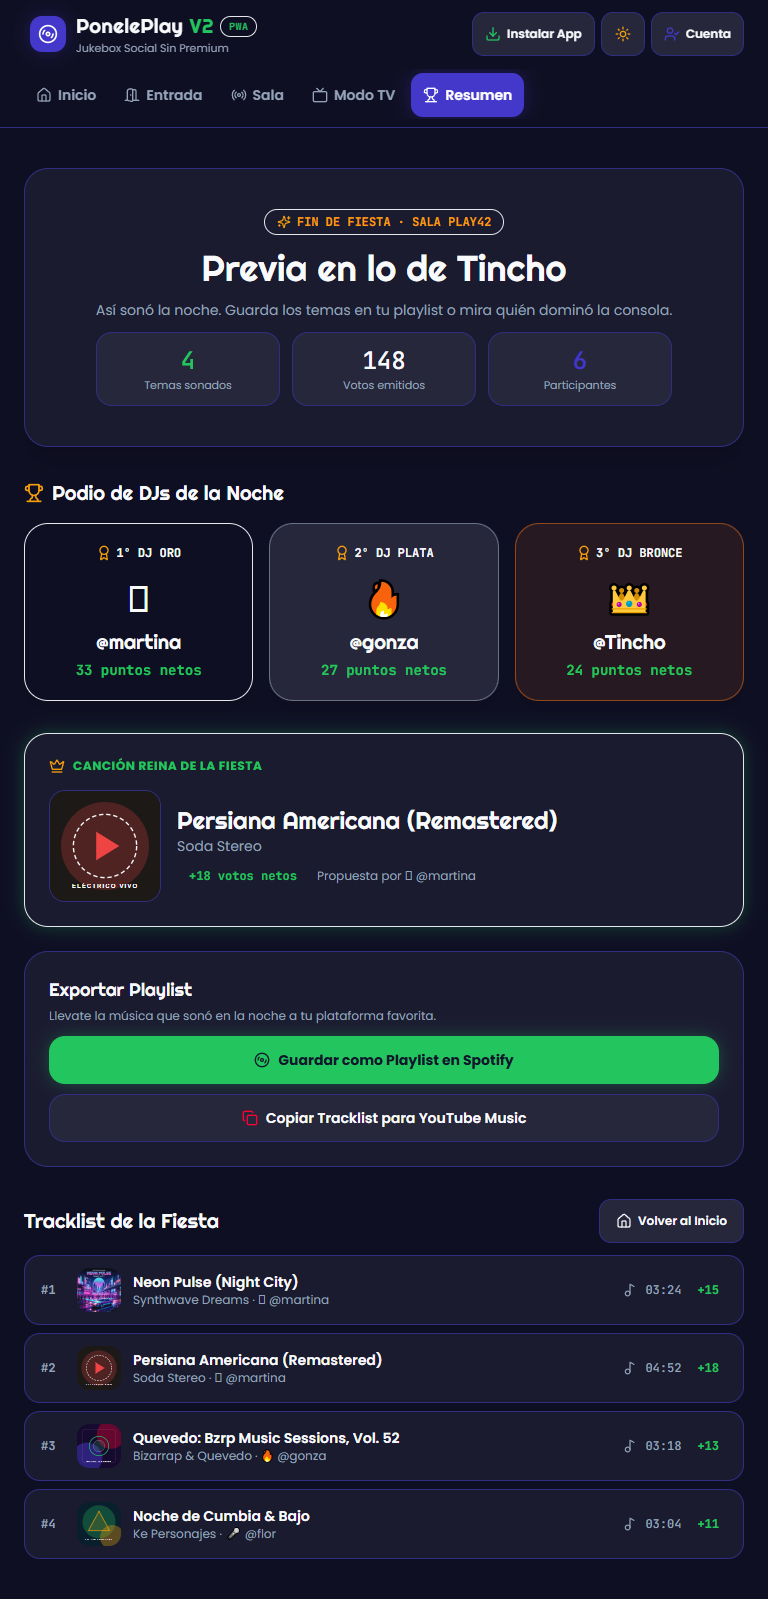 PonelePlay V2 PWA
Jukebox Social Sin Premium
Instalar App
Cuenta
Inicio
Entrada
Sala
Modo TV
Resumen
FIN DE FIESTA · SALA PLAY42
Previa en lo de Tincho
Así sonó la noche. Guarda los temas en tu playlist o mira quién dominó la consola.
4
Temas sonados
148
Votos emitidos
6
Participantes
Podio de DJs de la Noche
1° DJ ORO
@martina
33 puntos netos
2° DJ PLATA
@gonza
27 puntos netos
3° DJ BRONCE
@Tincho
24 puntos netos
CANCIÓN REINA DE LA FIESTA
ELÉCTRICO VIVO
Persiana Americana (Remastered)
Soda Stereo
+18 votos netos
Propuesta por @martina
Exportar Playlist
Llevate la música que sonó en la noche a tu plataforma favorita.
Guardar como Playlist en Spotify
Copiar Tracklist para YouTube Music
Tracklist de la Fiesta
Volver al Inicio
#1
Neon Pulse (Night City)
Synthwave Dreams · @martina
03:24
+15
#2
Persiana Americana (Remastered)
Soda Stereo · @martina
04:52
+18
#3
Quevedo: Bzrp Music Sessions, Vol. 52
Bizarrap & Quevedo · 🔥 @gonza
03:18
+13
#4
Noche de Cumbia & Bajo
Ke Personajes · 🎤 @flor
03:04
+11